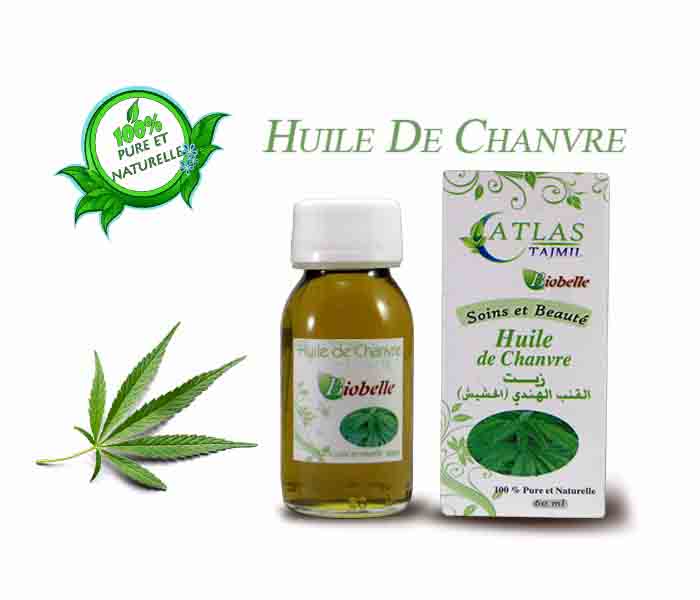 100%
PURE ET
NATURELLE
HUILE DE CHANVRE
Huile de Chanvre
Biobelle
ATLAS
TAJMIL
Biobelle
Soins et Beauté
Huile
de Chanvre
زيت
القنب الهندي (الحشيش)
100 % Pure et Naturelle
60 ml